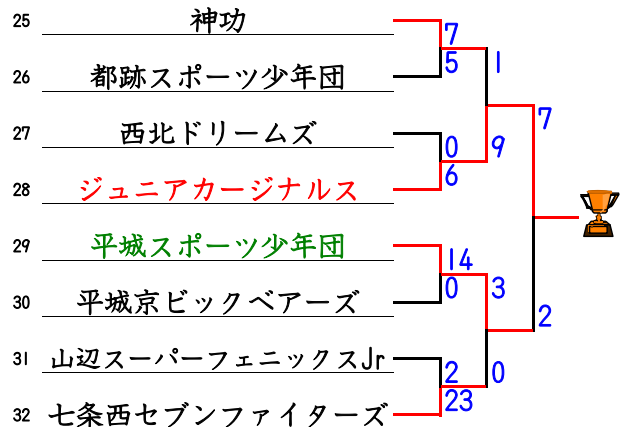 25 神功
7
26 都跡スポーツ少年団
5
1
27 西北ドリームズ
0
9
28 ジュニアカージナルス
6
7
29 平城スポーツ少年団
14
30 平城京ビックベアーズ
0
3
2
31 山辺スーパーフェニックスJr
2
0
32 七条西セブンファイターズ
23